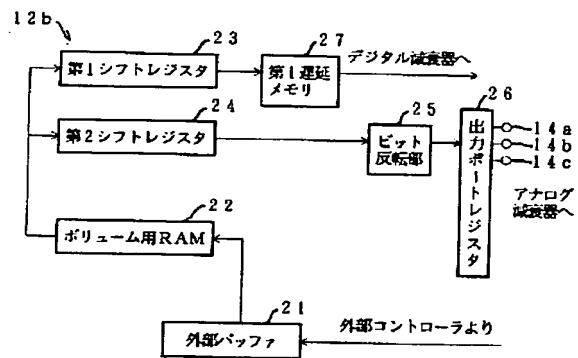 12b
23
第1シフトレジスタ
27
第1遅延
メモリ
デジタル減衰器へ
24
第2シフトレジスタ
25
ビット
反転部
26
出力ポートレジスタ
14a
14b
14c
アナログ
減衰器へ
22
ボリューム用RAM
21
外部バッファ
外部コントローラより